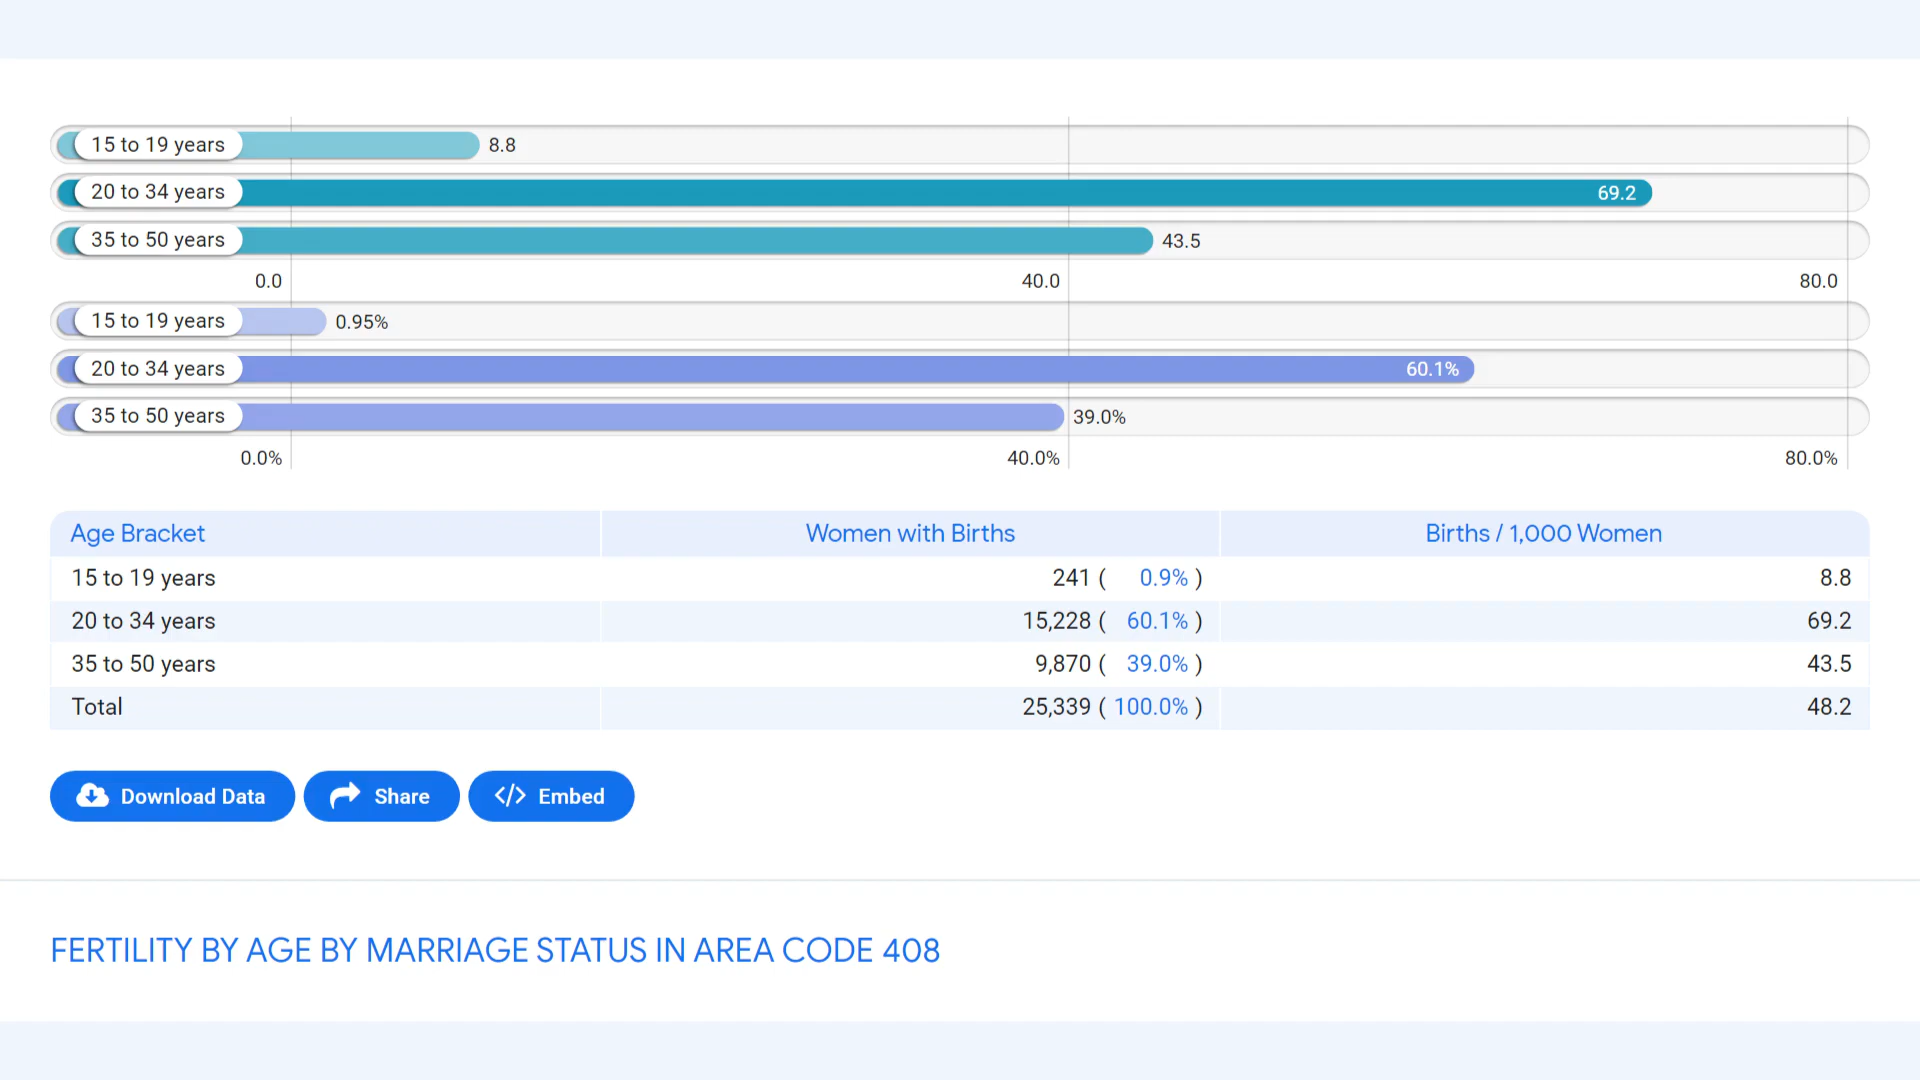 15 to 19 years 8.8
20 to 34 years 69.2
35 to 50 years 43.5
0.0 40.0 80.0
15 to 19 years 0.95%
20 to 34 years 60.1%
35 to 50 years 39.0%
0.0% 40.0% 80.0%
Age Bracket Women with Births Births / 1,000 Women
15 to 19 years 241 ( 0.9% ) 8.8
20 to 34 years 15,228 ( 60.1% ) 69.2
35 to 50 years 9,870 ( 39.0% ) 43.5
Total 25,339 ( 100.0% ) 48.2
Download Data Share </> Embed
FERTILITY BY AGE BY MARRIAGE STATUS IN AREA CODE 408